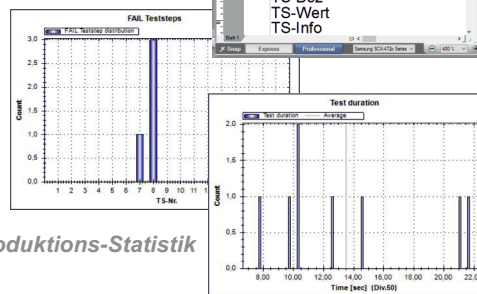 TS-Wert
TS-Info
Snap Express Professional Samsung SCX-472x Series 400 %
FAIL Teststeps
FAIL Teststep distribution
Count
3,0
2,5
2,0
1,5
1,0
0,5
0,0
1 2 3 4 5 6 7 8 9 10 11
TS-Nr.
Test duration
Test duration Average
Count
2,0
1,5
1,0
0,5
0,0
8,00 10,00 12,00 14,00 16,00 18,00 20,00 22,0
Time [sec] (Div.50)
oduktions-Statistik